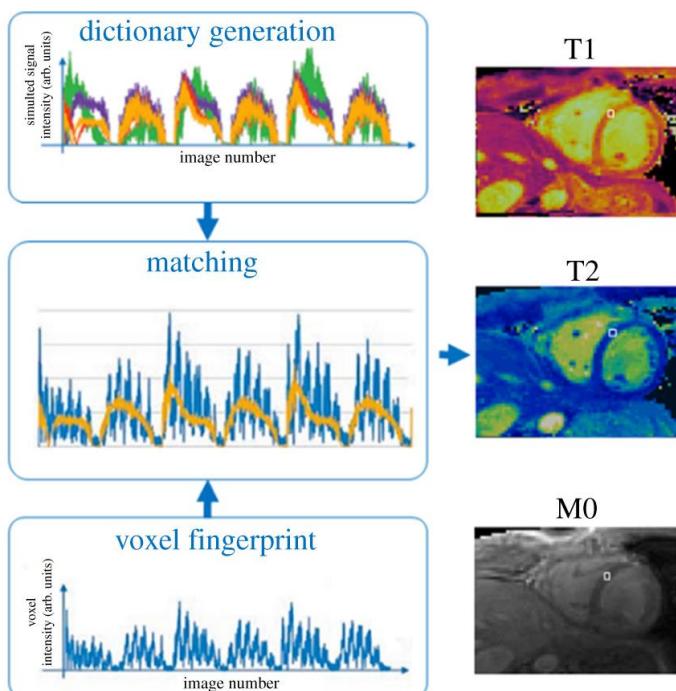 dictionary generation
simulted signal
intensity (arb. units)
image number
matching
voxel fingerprint
voxel
intensity (arb. units)
image number
T1
T2
M0